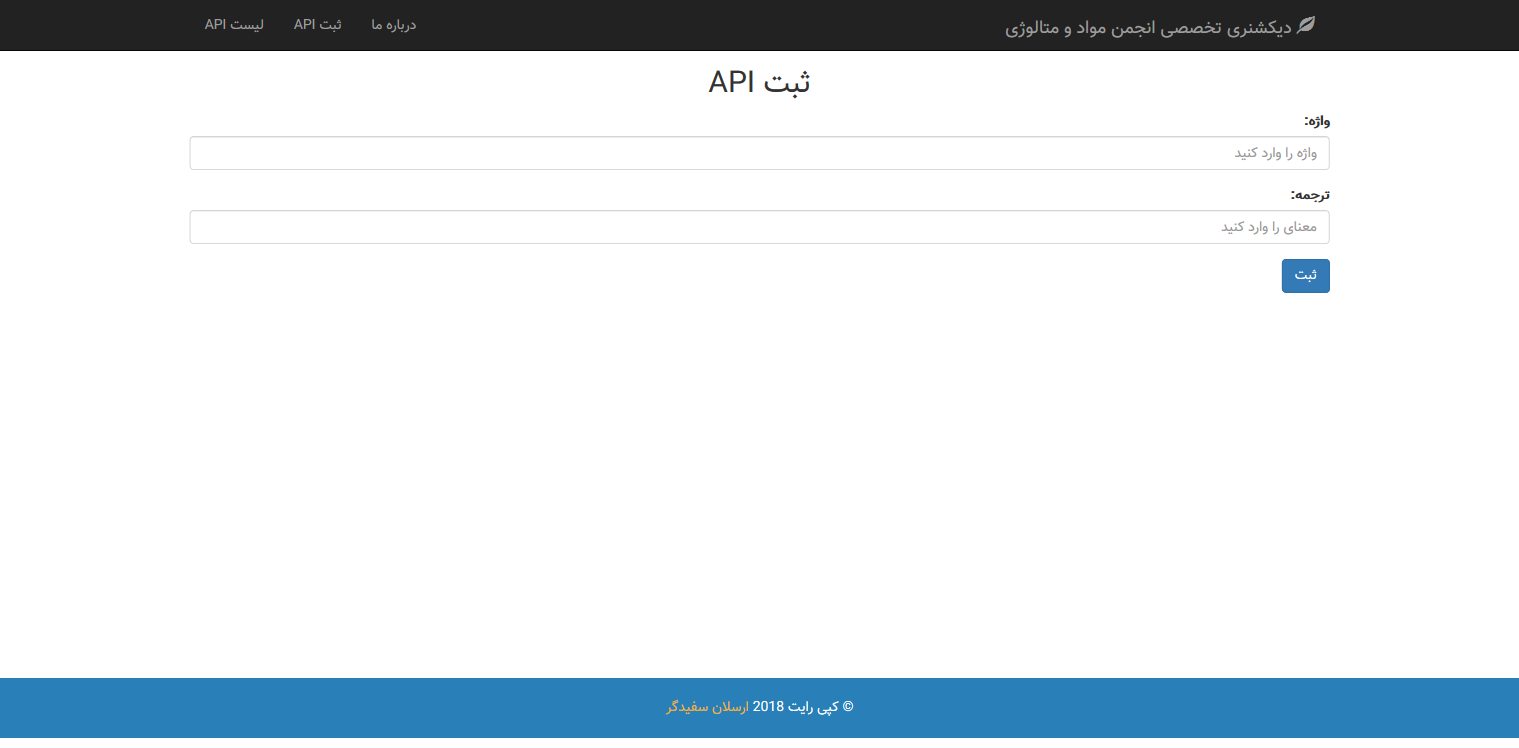 دیکشنری تخصصی انجمن مواد و متالوژی
درباره ما
ثبت API
لیست API
ثبت API
واژه:
واژه را وارد کنید
ترجمه:
معنای را وارد کنید
ثبت
© کپی رایت 2018 ارسلان سفیدگر